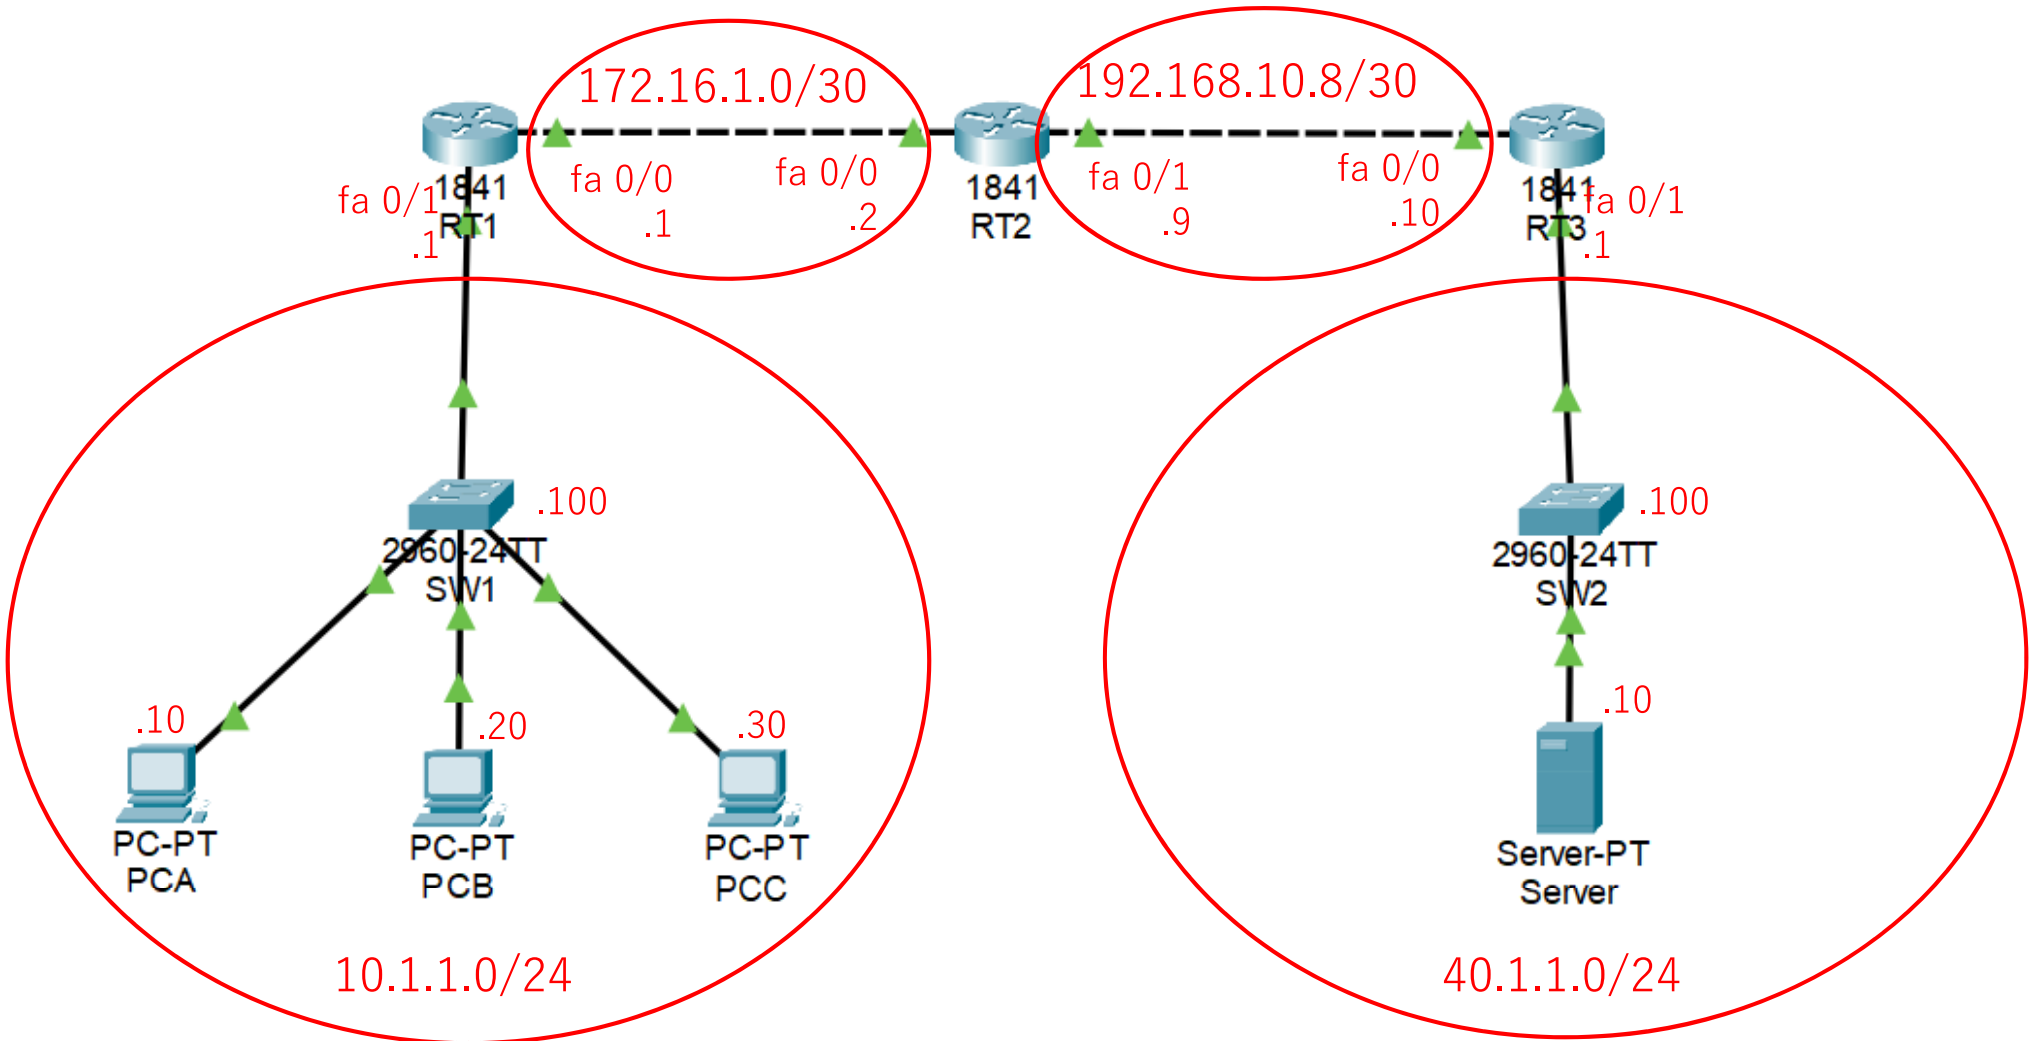 172.16.1.0/30
192.168.10.8/30
1841
RT1
fa 0/1
.1
fa 0/0
.1
fa 0/0
.2
1841
RT2
fa 0/1
.9
fa 0/0
.10
1841
RT3
fa 0/1
.1
.100
2960-24TT
SW1
.100
2960-24TT
SW2
.10
PC-PT
PCA
.20
PC-PT
PCB
.30
PC-PT
PCC
.10
Server-PT
Server
10.1.1.0/24
40.1.1.0/24